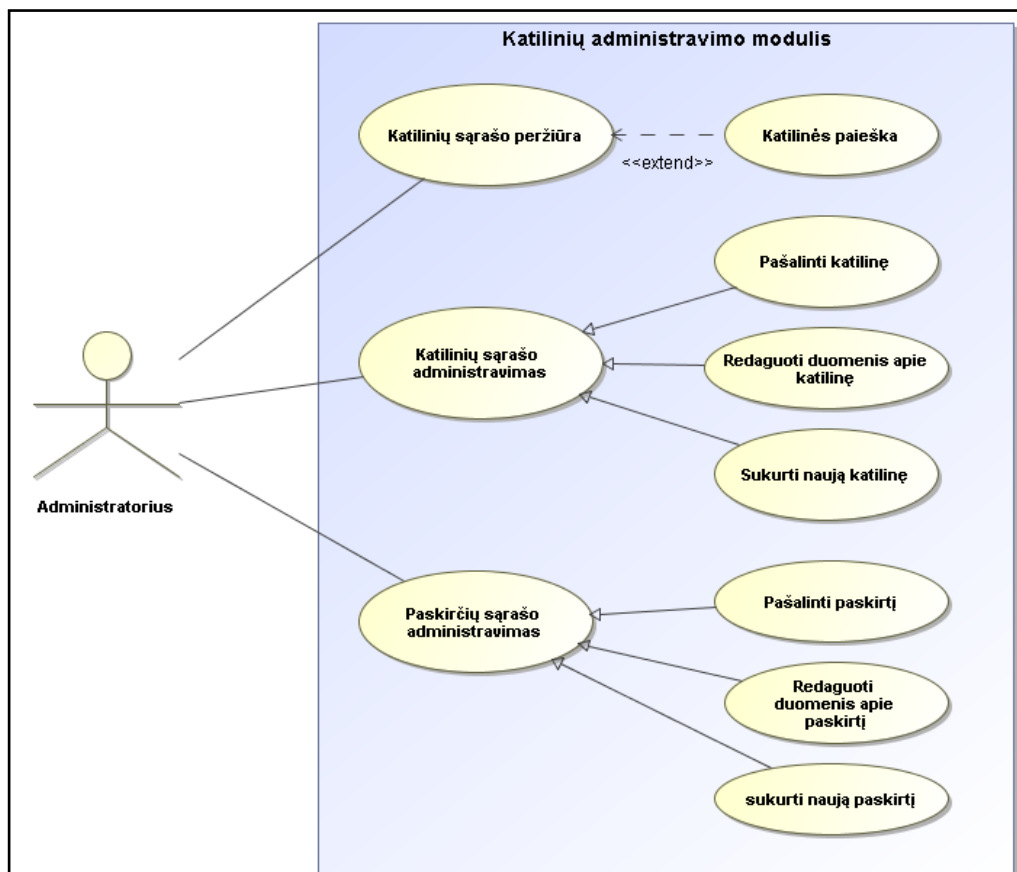 Katilinių administravimo modulis
Katilinių sąrašo peržiūra
Katilinės paieška
<<extend>>
Pašalinti katilinę
Katilinių sąrašo
administravimas
Redaguoti duomenis apie
katilinę
Sukurti naują katilinę
Administratorius
Paskirčių sąrašo
administravimas
Pašalinti paskirtį
Redaguoti
duomenis apie
paskirtį
sukurti naują paskirtį